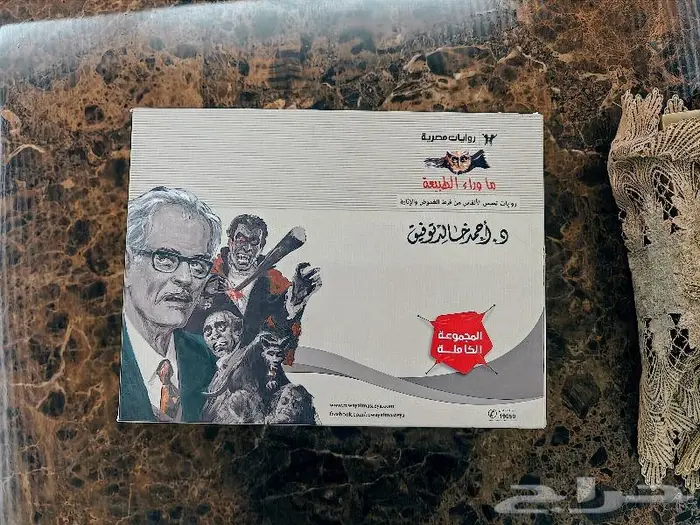 روايات مصرية
ما وراء الطبيعة
روايات تحبس الأنفاس من فرط الغموض والإثارة
د. أحمد خالد توفيق
المجموعة
الكاملة
حراج